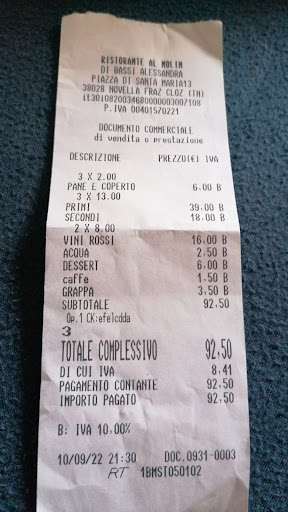 RISTORANTE AL MOLIN
DI BASSI ALESSANDRA
PIAZZA DI SANTA MARIA13
38028 NOVELLA FRAZ CLOZ (TN)
it3010820034680000003007108
P.IVA 00401570221
DOCUMENTO COMMERCIALE
di vendita o prestazione
DESCRIZIONE PREZZO(€) IVA
3 X 2.00
PANE E COPERTO 6.00 B
3 X 13.00
PRIMI 39.00 B
SECONDI 18.00 B
2 X 8.00
VINI ROSSI 16.00 B
ACQUA 2.50 B
DESSERT 6.00 B
caffe 1.50 B
GRAPPA 3.50 B
SUBTOTALE 92,50
Op.1 CK:efe1cdda
3
TOTALE COMPLESSIVO 92,50
DI CUI IVA 8,41
PAGAMENTO CONTANTE 92,50
IMPORTO PAGATO 92,50
B: IVA 10.00%
10/09/22 21:30 DOC.0931-0003
RT 1BMST050102